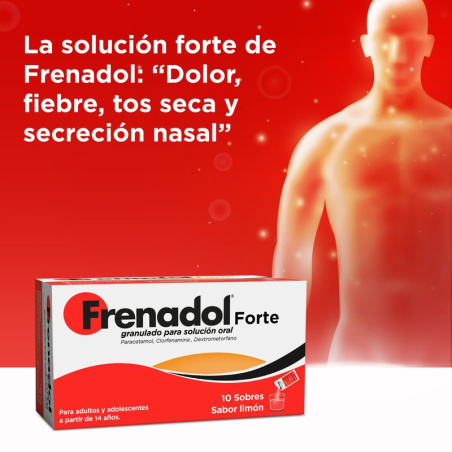 La solución forte de
Frenadol: “Dolor,
fiebre, tos seca y
secreción nasal”
Frenadol® Forte
granulado para solución oral
Paracetamol, Clorfenamina, Dextrometorfano
10 Sobres
Sabor limón
Para adultos y adolescentes
a partir de 14 años.